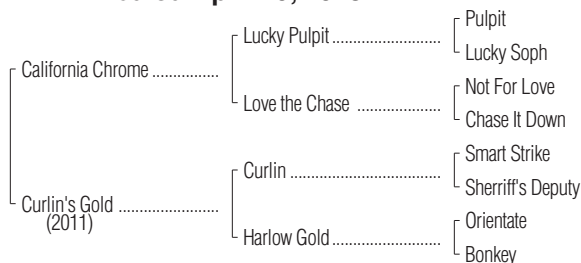 Pulpit
Lucky Pulpit
Lucky Soph
California Chrome
Not For Love
Love the Chase
Chase It Down
Smart Strike
Curlin
Sherriff's Deputy
Curlin's Gold
(2011)
Orientate
Harlow Gold
Bonkey